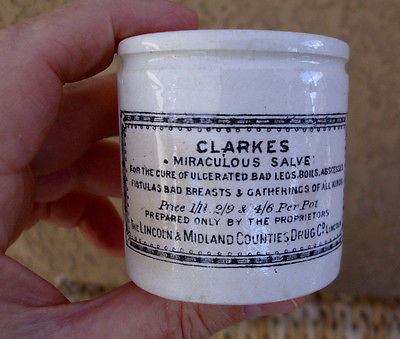 CLARKES
"MIRACULOUS SALVE"
FOR THE CURE OF ULCERATED BAD LEGS, BOILS, ABSCESSES
FISTULAS BAD BREASTS & GATHERINGS OF ALL KINDS
Price 1/1½ 2/9 & 4/6 Per Pot
PREPARED ONLY BY THE PROPRIETORS
THE LINCOLN & MIDLAND COUNTIES DRUG Co. LINCOLN